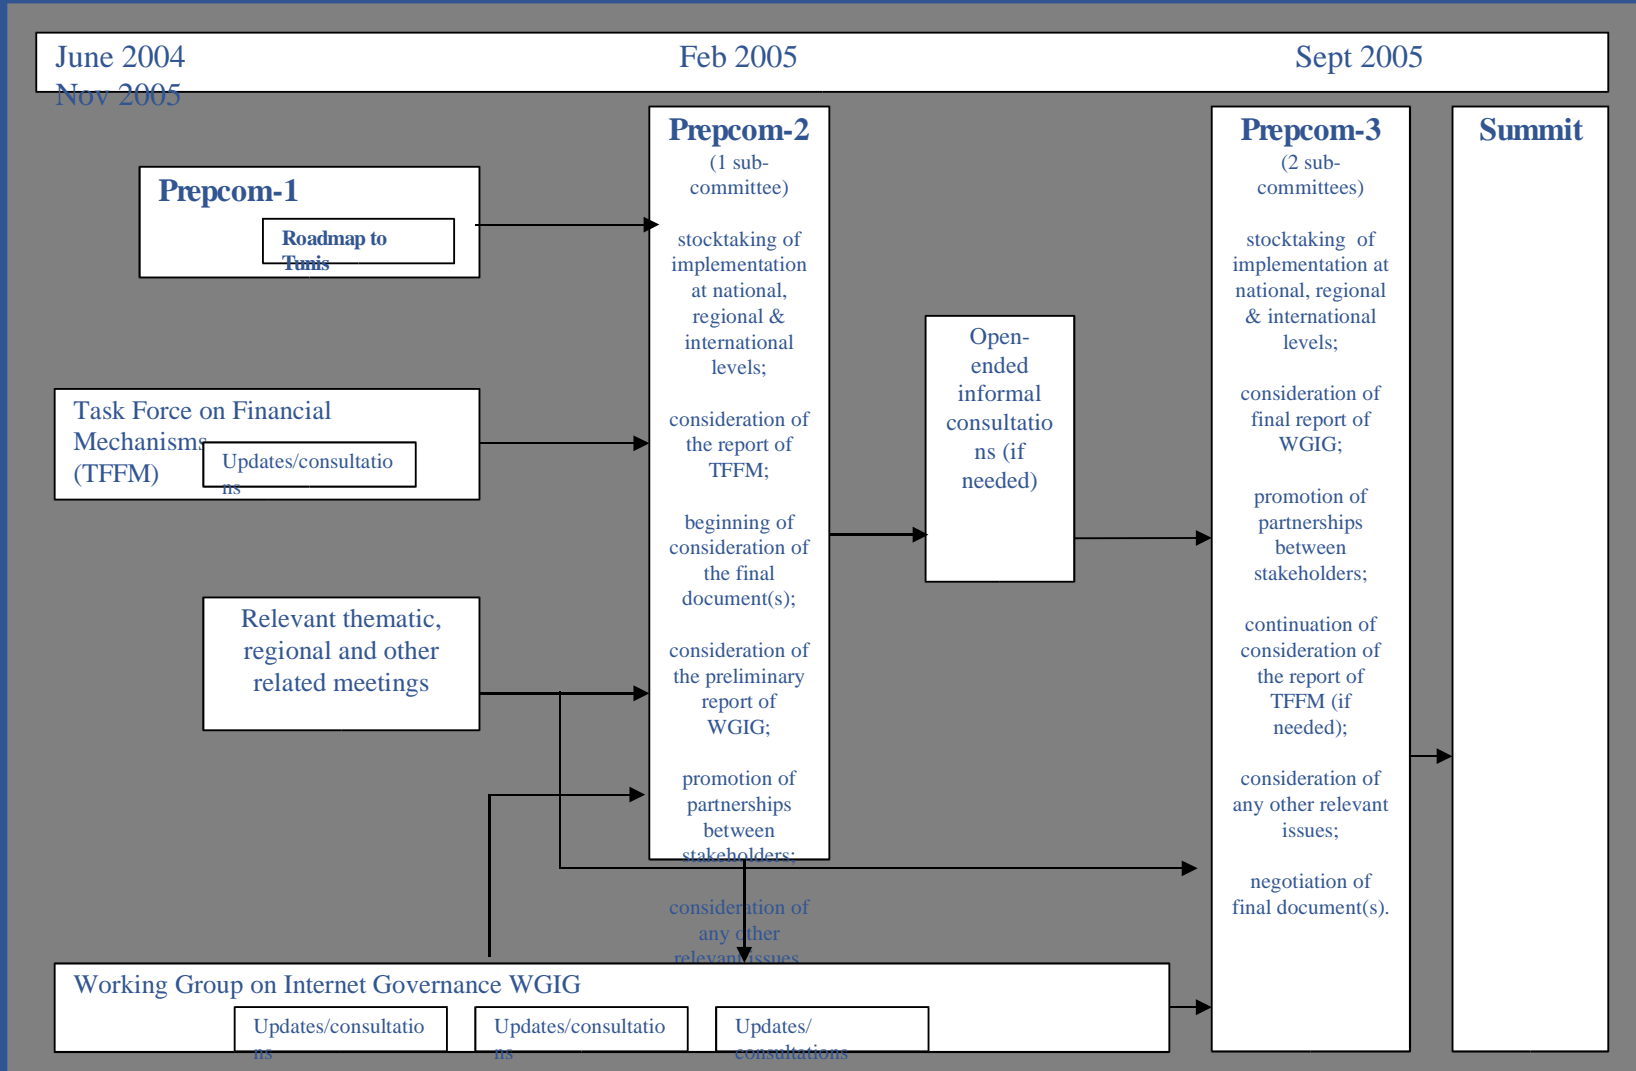 June 2004 Feb 2005 Sept 2005
Nov 2005
Prepcom-1
Roadmap to
Tunis
Task Force on Financial
Mechanisms
(TFFM)
Updates/consultatio
ns
Relevant thematic,
regional and other
related meetings
Prepcom-2
(1 sub-
committee)
stocktaking of
implementation
at national,
regional &
international
levels;
consideration of
the report of
TFFM;
beginning of
consideration of
the final
document(s);
consideration of
the preliminary
report of
WGIG;
promotion of
partnerships
between
stakeholders;
consideration of
any other
relevant issues
Open-
ended
informal
consultatio
ns (if
needed)
Prepcom-3
(2 sub-
committees)
stocktaking of
implementation at
national, regional
& international
levels;
consideration of
final report of
WGIG;
promotion of
partnerships
between
stakeholders;
continuation of
consideration of
the report of
TFFM (if
needed);
consideration of
any other relevant
issues;
negotiation of
final document(s).
Summit
Working Group on Internet Governance WGIG
Updates/consultatio
ns
Updates/consultatio
ns
Updates/
consultations